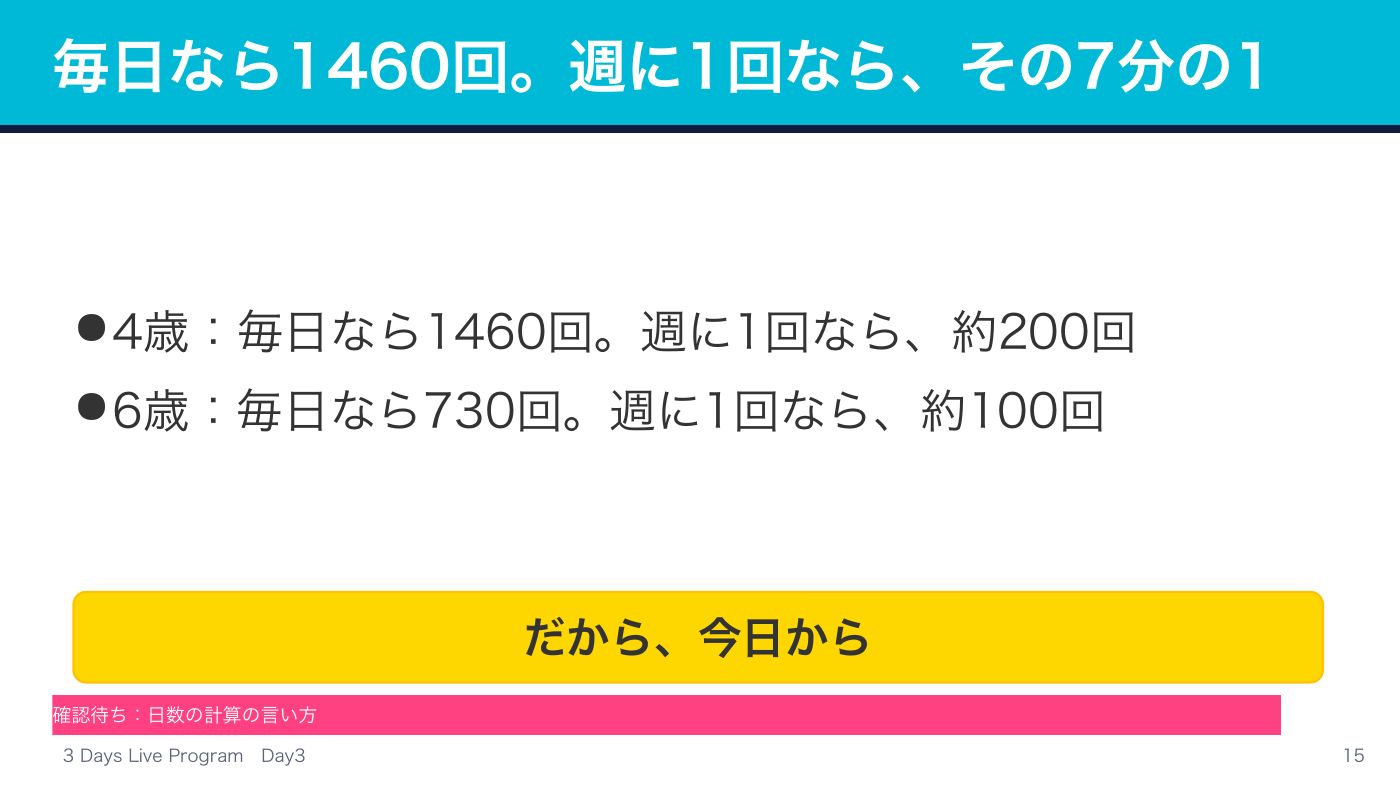 毎日なら1460回。週に1回なら、その7分の1
●4歳：毎日なら1460回。週に1回なら、約200回
●6歳：毎日なら730回。週に1回なら、約100回
だから、今日から
確認待ち：日数の計算の言い方
3 Days Live Program　Day3
15